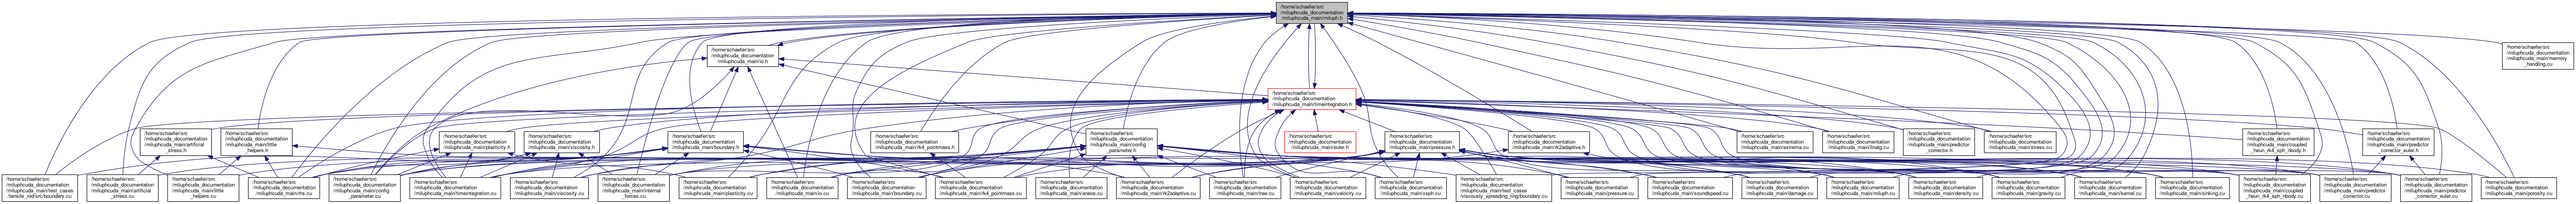 /home/schaefer/src
/miluphcuda_documentation
/miluphcuda_main/miluph.h
/home/schaefer/src
/miluphcuda_documentation
/miluphcuda_main/io.h
/home/schaefer/src
/miluphcuda_documentation
/miluphcuda_main/memory
_handling.cu
/home/schaefer/src
/miluphcuda_documentation
/miluphcuda_main/timeintegration.h
/home/schaefer/src
/miluphcuda_documentation
/miluphcuda_main/artificial
_stress.h
/home/schaefer/src
/miluphcuda_documentation
/miluphcuda_main/little
_helpers.h
/home/schaefer/src
/miluphcuda_documentation
/miluphcuda_main/plasticity.h
/home/schaefer/src
/miluphcuda_documentation
/miluphcuda_main/viscosity.h
/home/schaefer/src
/miluphcuda_documentation
/miluphcuda_main/boundary.h
/home/schaefer/src
/miluphcuda_documentation
/miluphcuda_main/rk4_pointmass.h
/home/schaefer/src
/miluphcuda_documentation
/miluphcuda_main/config
_parameter.h
/home/schaefer/src
/miluphcuda_documentation
/home/schaefer/src
/miluphcuda_documentation
/miluphcuda_main/pressure.h
/home/schaefer/src
/miluphcuda_documentation
/miluphcuda_main/rk2adaptive.h
/home/schaefer/src
/miluphcuda_documentation
/miluphcuda_main/extrema.cu
/home/schaefer/src
/miluphcuda_documentation
/miluphcuda_main/linalg.cu
/home/schaefer/src
/miluphcuda_documentation
/miluphcuda_main/predictor
_corrector.h
/home/schaefer/src
/miluphcuda_documentation
/miluphcuda_main/stress.cu
/home/schaefer/src
/miluphcuda_documentation
/miluphcuda_main/coupled
_heun_rk4_sph_nbody.h
/home/schaefer/src
/miluphcuda_documentation
/miluphcuda_main/predictor
_corrector_euler.h
/home/schaefer/src
/miluphcuda_documentation
/miluphcuda_main/test_cases
/tensile_rod/src/boundary.cu
/home/schaefer/src
/miluphcuda_documentation
/miluphcuda_main/artificial
_stress.cu
/home/schaefer/src
/miluphcuda_documentation
/miluphcuda_main/little
_helpers.cu
/home/schaefer/src
/miluphcuda_documentation
/miluphcuda_main/rhs.cu
/home/schaefer/src
/miluphcuda_documentation
/miluphcuda_main/config
_parameter.cu
/home/schaefer/src
/miluphcuda_documentation
/miluphcuda_main/timeintegration.cu
/home/schaefer/src
/miluphcuda_documentation
/miluphcuda_main/viscosity.cu
/home/schaefer/src
/miluphcuda_documentation
/miluphcuda_main/internal
_forces.cu
/home/schaefer/src
/miluphcuda_documentation
/miluphcuda_main/plasticity.cu
/home/schaefer/src
/miluphcuda_documentation
/miluphcuda_main/io.cu
/home/schaefer/src
/miluphcuda_documentation
/miluphcuda_main/boundary.cu
/home/schaefer/src
/miluphcuda_documentation
/miluphcuda_main/rk4_pointmass.cu
/home/schaefer/src
/miluphcuda_documentation
/miluphcuda_main/aneos.cu
/home/schaefer/src
/miluphcuda_documentation
/miluphcuda_main/rk2adaptive.cu
/home/schaefer/src
/miluphcuda_documentation
/miluphcuda_main/tree.cu
/home/schaefer/src
/miluphcuda_documentation
/miluphcuda_main/velocity.cu
/home/schaefer/src
/miluphcuda_documentation
/miluphcuda_main/xsph.cu
/home/schaefer/src
/miluphcuda_documentation
/miluphcuda_main/test_cases
/viscously_spreading_ring/boundary.cu
/home/schaefer/src
/miluphcuda_documentation
/miluphcuda_main/pressure.cu
/home/schaefer/src
/miluphcuda_documentation
/miluphcuda_main/soundspeed.cu
/home/schaefer/src
/miluphcuda_documentation
/miluphcuda_main/damage.cu
/home/schaefer/src
/miluphcuda_documentation
/miluphcuda_main/miluph.cu
/home/schaefer/src
/miluphcuda_documentation
/miluphcuda_main/density.cu
/home/schaefer/src
/miluphcuda_documentation
/miluphcuda_main/gravity.cu
/home/schaefer/src
/miluphcuda_documentation
/miluphcuda_main/kernel.cu
/home/schaefer/src
/miluphcuda_documentation
/miluphcuda_main/sinking.cu
/home/schaefer/src
/miluphcuda_documentation
/miluphcuda_main/coupled
_heun_rk4_sph_nbody.cu
/home/schaefer/src
/miluphcuda_documentation
/miluphcuda_main/predictor
_corrector.cu
/home/schaefer/src
/miluphcuda_documentation
/miluphcuda_main/predictor
_corrector_euler.cu
/home/schaefer/src
/miluphcuda_documentation
/miluphcuda_main/porosity.cu